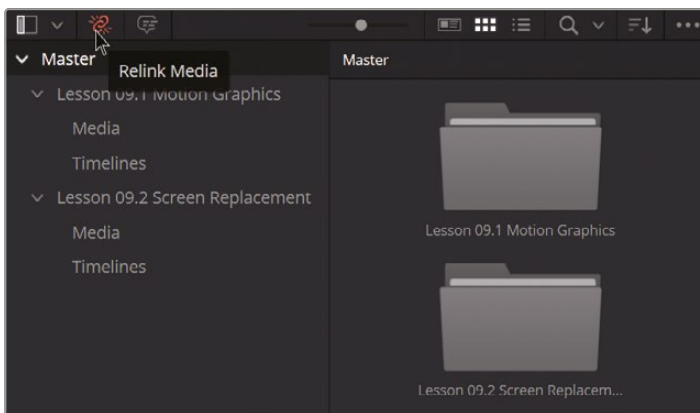 Master
Master
Relink Media
Lesson 09.1 Motion Graphics
Media
Timelines
Lesson 09.2 Screen Replacement
Media
Timelines
Lesson 09.1 Motion Graphics
Lesson 09.2 Screen Replacem...